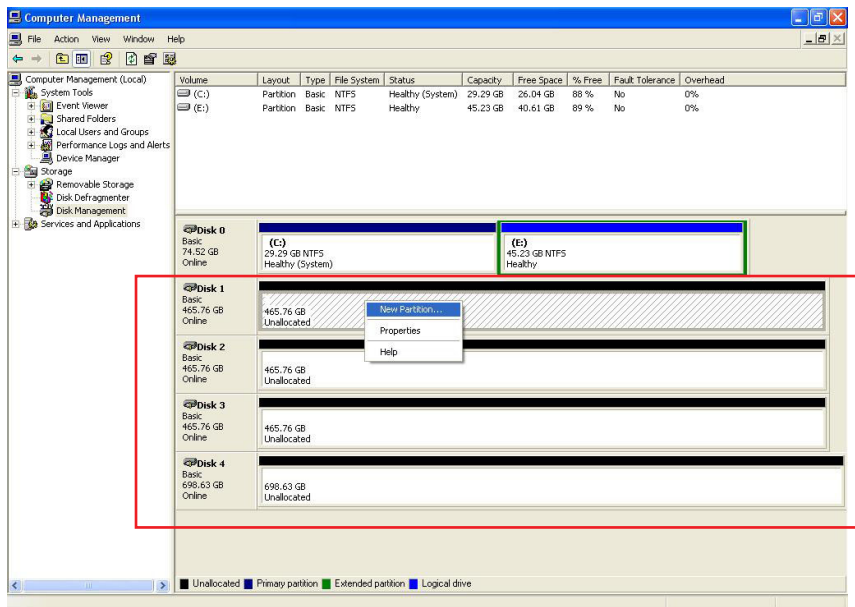 Computer Management
File Action View Window Help
Computer Management (Local)
System Tools
Event Viewer
Shared Folders
Local Users and Groups
Performance Logs and Alerts
Device Manager
Storage
Removable Storage
Disk Defragmenter
Disk Management
Services and Applications
Volume Layout Type File System Status Capacity Free Space % Free Fault Tolerance Overhead
(C:) Partition Basic NTFS Healthy (System) 29.29 GB 26.04 GB 88 % No 0%
(E:) Partition Basic NTFS Healthy 45.23 GB 40.61 GB 89 % No 0%
Disk 0
Basic
74.52 GB
Online
(C:)
29.29 GB NTFS
Healthy (System)
(E:)
45.23 GB NTFS
Healthy
Disk 1
Basic
465.76 GB
Online
465.76 GB
Unallocated
New Partition...
Properties
Help
Disk 2
Basic
465.76 GB
Online
465.76 GB
Unallocated
Disk 3
Basic
465.76 GB
Online
465.76 GB
Unallocated
Disk 4
Basic
698.63 GB
Online
698.63 GB
Unallocated
Unallocated Primary partition Extended partition Logical drive